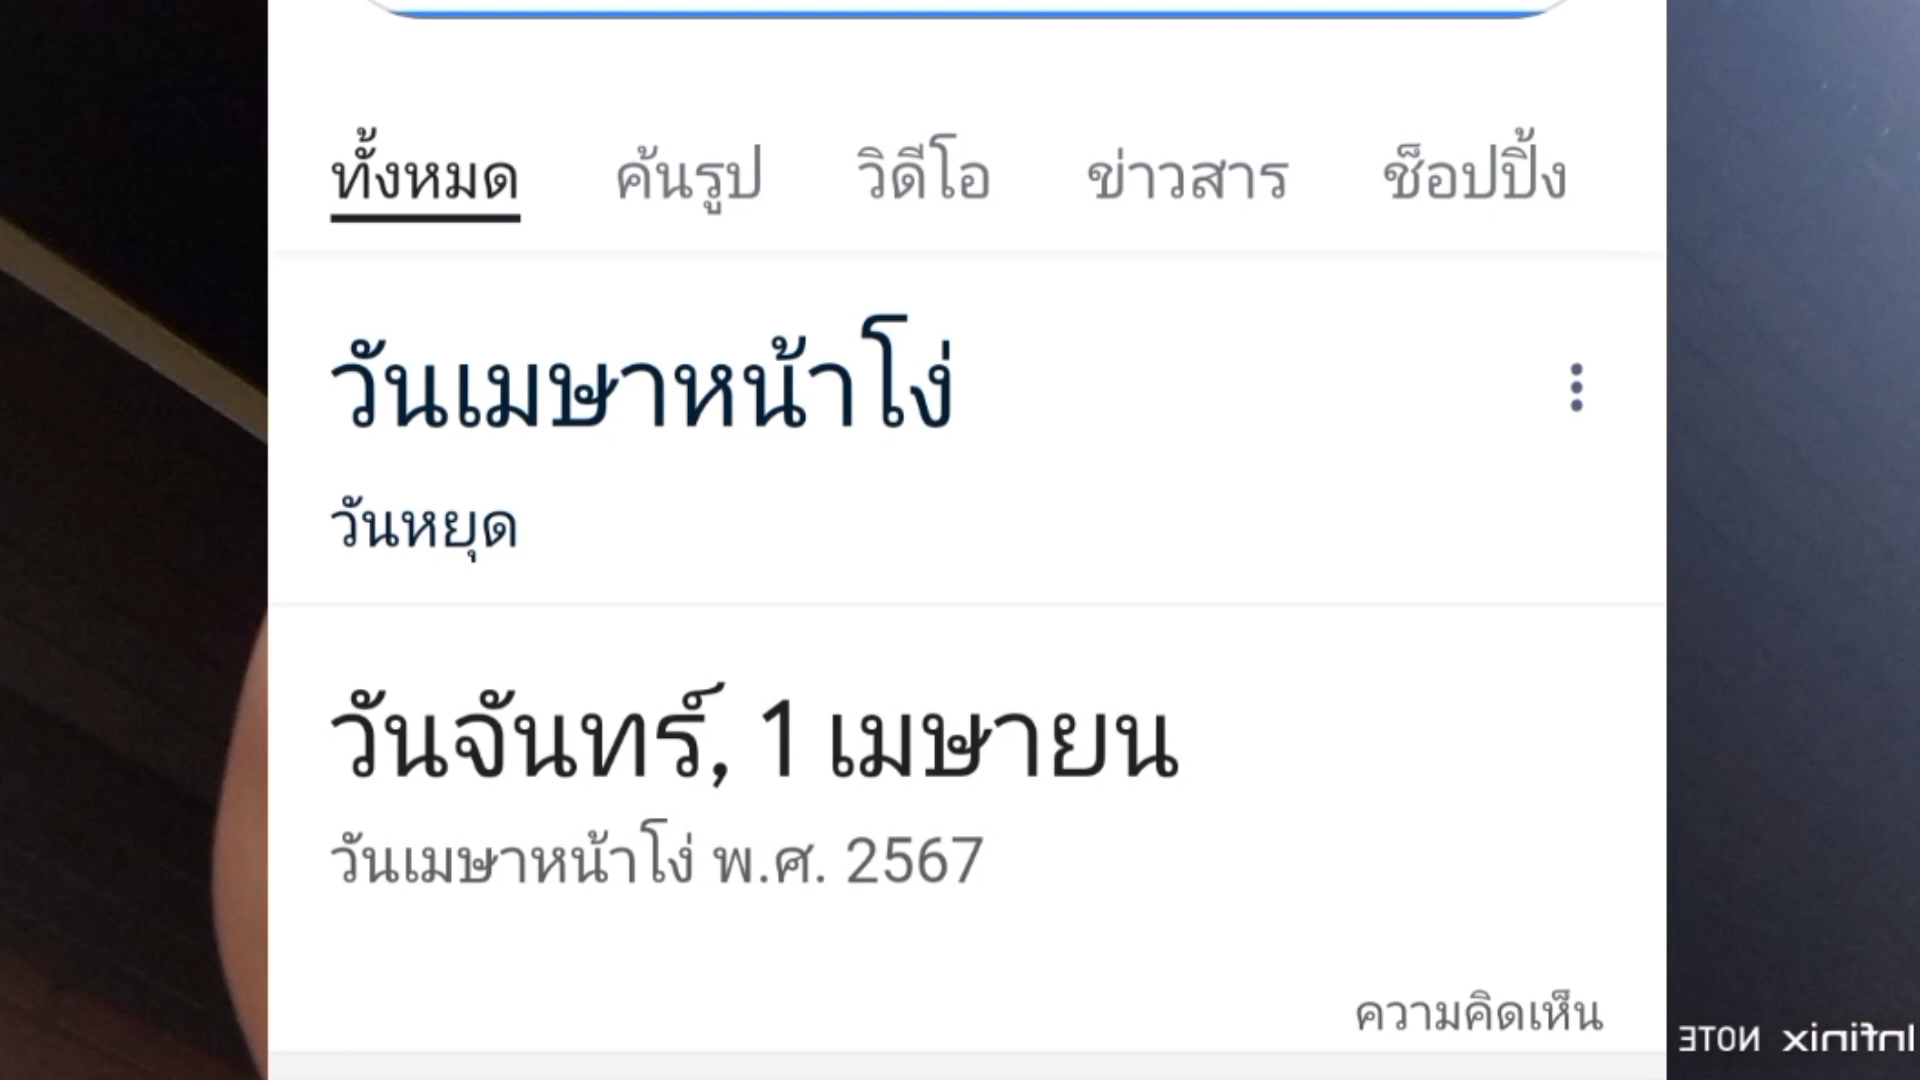 ทั้งหมด ค้นรูป วิดีโอ ข่าวสาร ช็อปปิ้ง
วันเมษาหน้าโง่
วันหยุด
วันจันทร์, 1 เมษายน
วันเมษาหน้าโง่ พ.ศ. 2567
ความคิดเห็น
Infinix NOTE